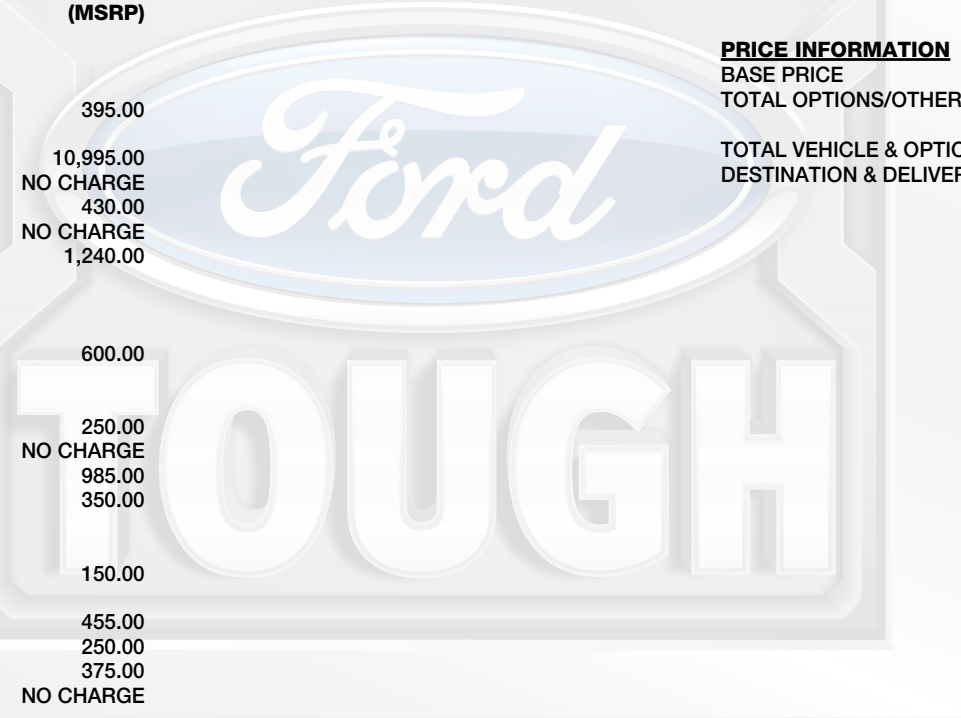 (MSRP)
395.00
10,995.00
NO CHARGE
430.00
NO CHARGE
1,240.00
600.00
250.00
NO CHARGE
985.00
350.00
150.00
455.00
250.00
375.00
NO CHARGE
PRICE INFORMATION
BASE PRICE
TOTAL OPTIONS/OTHER
TOTAL VEHICLE & OPTIO
DESTINATION & DELIVER
Ford
TOUGH